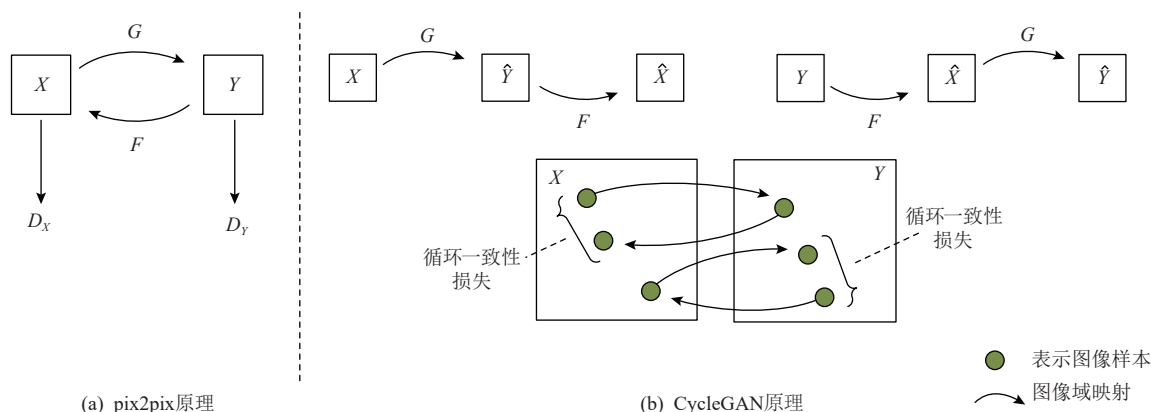 G
X
Y
F
D_X
D_Y
(a) pix2pix原理
G
X
Ŷ
X̂
F
G
Y
X̂
Ŷ
F
X
Y
循环一致性
损失
循环一致性
损失
表示图像样本
图像域映射
(b) CycleGAN原理